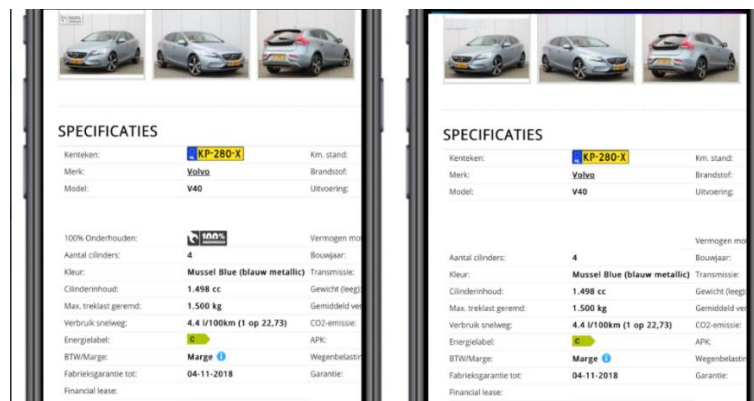 SPECIFICATIES
Kenteken: KP-280-X Km. stand:
Merk: Volvo Brandstof:
Model: V40 Uitvoering:
100% Onderhouden: 100% Vermogen mo
Aantal cilinders: 4 Bouwjaar:
Kleur: Mussel Blue (blauw metallic) Transmissie:
Cilinderinhoud: 1.498 cc Gewicht (leeg):
Max. treklast geremd: 1.500 kg Gemiddeld ver
Verbruik snelweg: 4.4 l/100km (1 op 22,73) CO2-emissie:
Energielabel: C APK:
BTW/Marge: Marge Wegenbelastin
Fabrieksgarantie tot: 04-11-2018 Garantie:
Financial lease:
SPECIFICATIES
Kenteken: KP-280-X Km. stand:
Merk: Volvo Brandstof:
Model: V40 Uitvoering:
Vermogen mo
Aantal cilinders: 4 Bouwjaar:
Kleur: Mussel Blue (blauw metallic) Transmissie:
Cilinderinhoud: 1.498 cc Gewicht (leeg):
Max. treklast geremd: 1.500 kg Gemiddeld ver
Verbruik snelweg: 4.4 l/100km (1 op 22,73) CO2-emissie:
Energielabel: C APK:
BTW/Marge: Marge Wegenbelastin
Fabrieksgarantie tot: 04-11-2018 Garantie:
Financial lease: